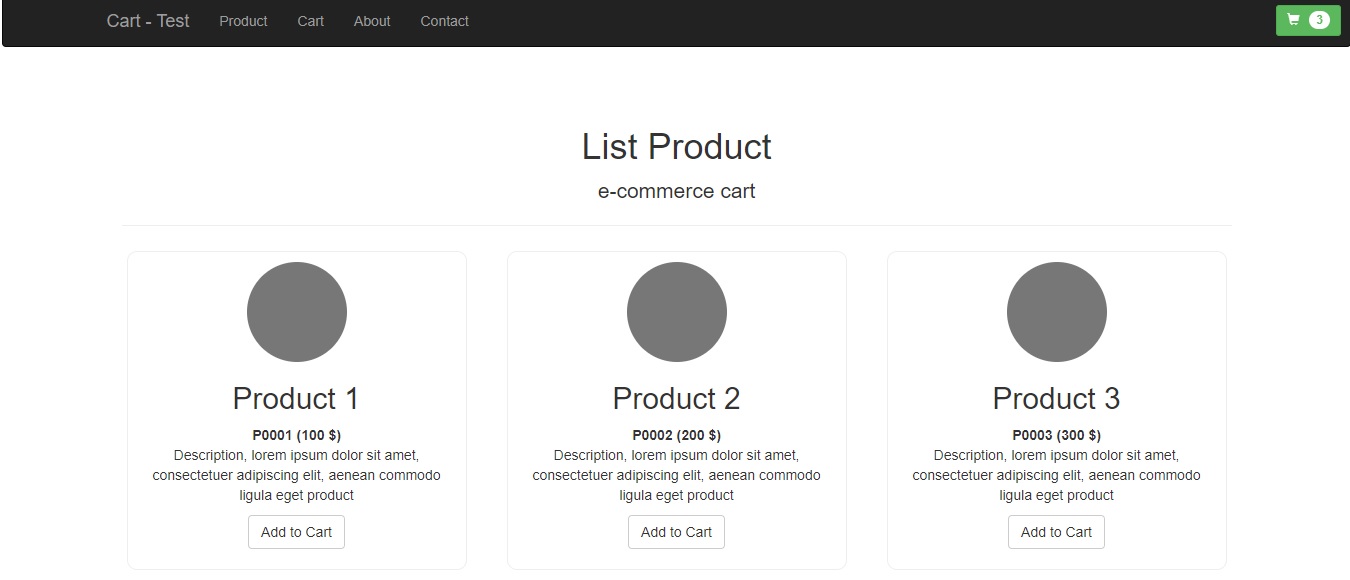 Cart - Test Product Cart About Contact 3
List Product
e-commerce cart
Product 1
P0001 (100 $)
Description, lorem ipsum dolor sit amet,
consectetuer adipiscing elit, aenean commodo
ligula eget product
Add to Cart
Product 2
P0002 (200 $)
Description, lorem ipsum dolor sit amet,
consectetuer adipiscing elit, aenean commodo
ligula eget product
Add to Cart
Product 3
P0003 (300 $)
Description, lorem ipsum dolor sit amet,
consectetuer adipiscing elit, aenean commodo
ligula eget product
Add to Cart